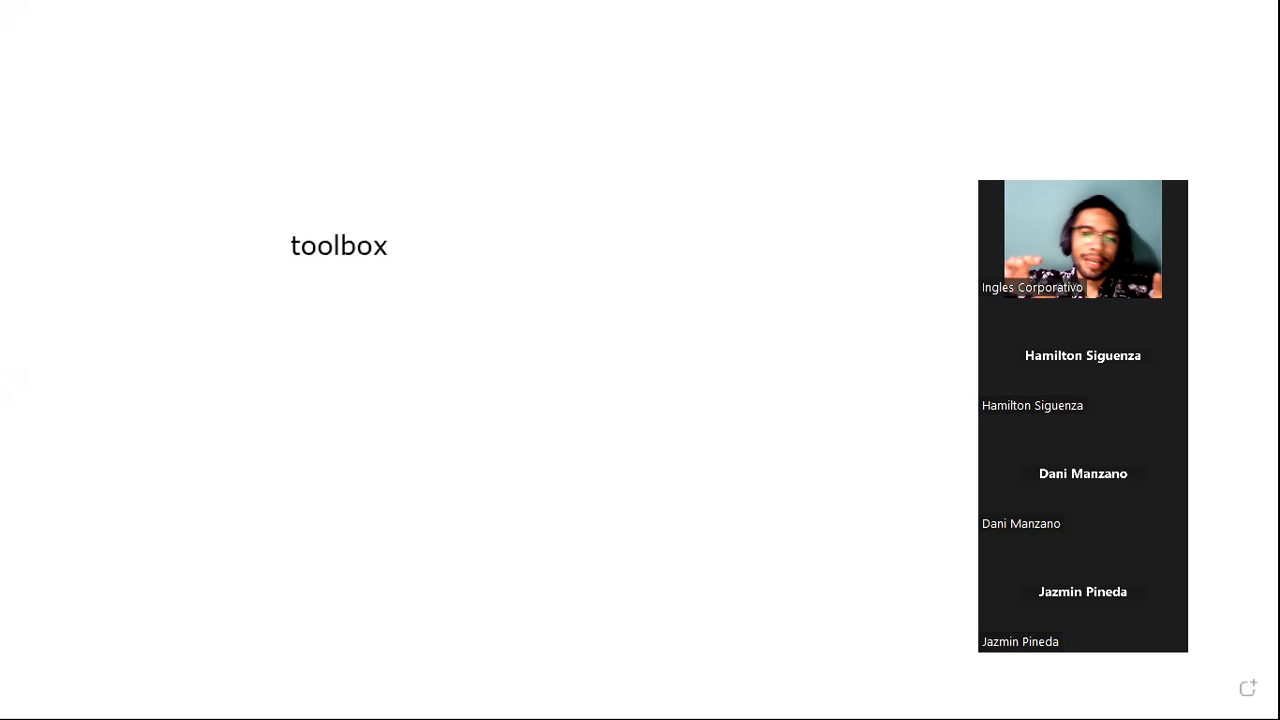 toolbox
Ingles Corporativo
Hamilton Siguenza
Hamilton Siguenza
Dani Manzano
Dani Manzano
Jazmin Pineda
Jazmin Pineda